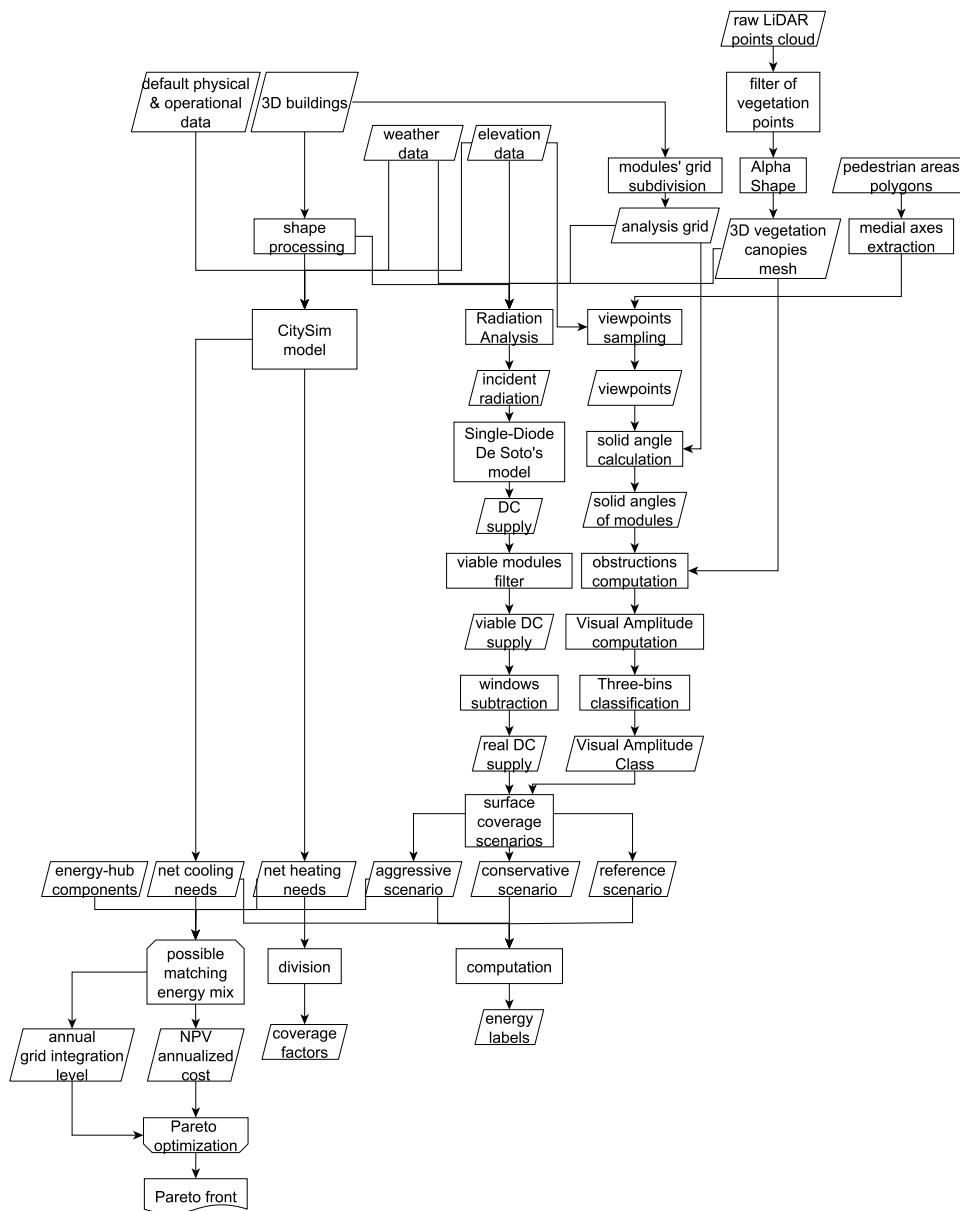 raw LiDAR
points cloud
default physical
& operational
data
3D buildings
filter of
vegetation
points
weather
data
elevation
data
modules' grid
subdivision
Alpha
Shape
pedestrian areas
polygons
shape
processing
analysis grid
3D vegetation
canopies
mesh
medial axes
extraction
CitySim
model
Radiation
Analysis
viewpoints
sampling
incident
radiation
viewpoints
Single-Diode
De Soto's
model
solid angle
calculation
DC
supply
solid angles
of modules
viable modules
filter
obstructions
computation
viable DC
supply
Visual Amplitude
computation
windows
subtraction
Three-bins
classification
real DC
supply
Visual Amplitude
Class
surface
coverage
scenarios
energy-hub
components
net cooling
needs
net heating
needs
aggressive
scenario
conservative
scenario
reference
scenario
possible
matching
energy mix
division
computation
annual
grid integration
level
NPV
annualized
cost
coverage
factors
energy
labels
Pareto
optimization
Pareto front